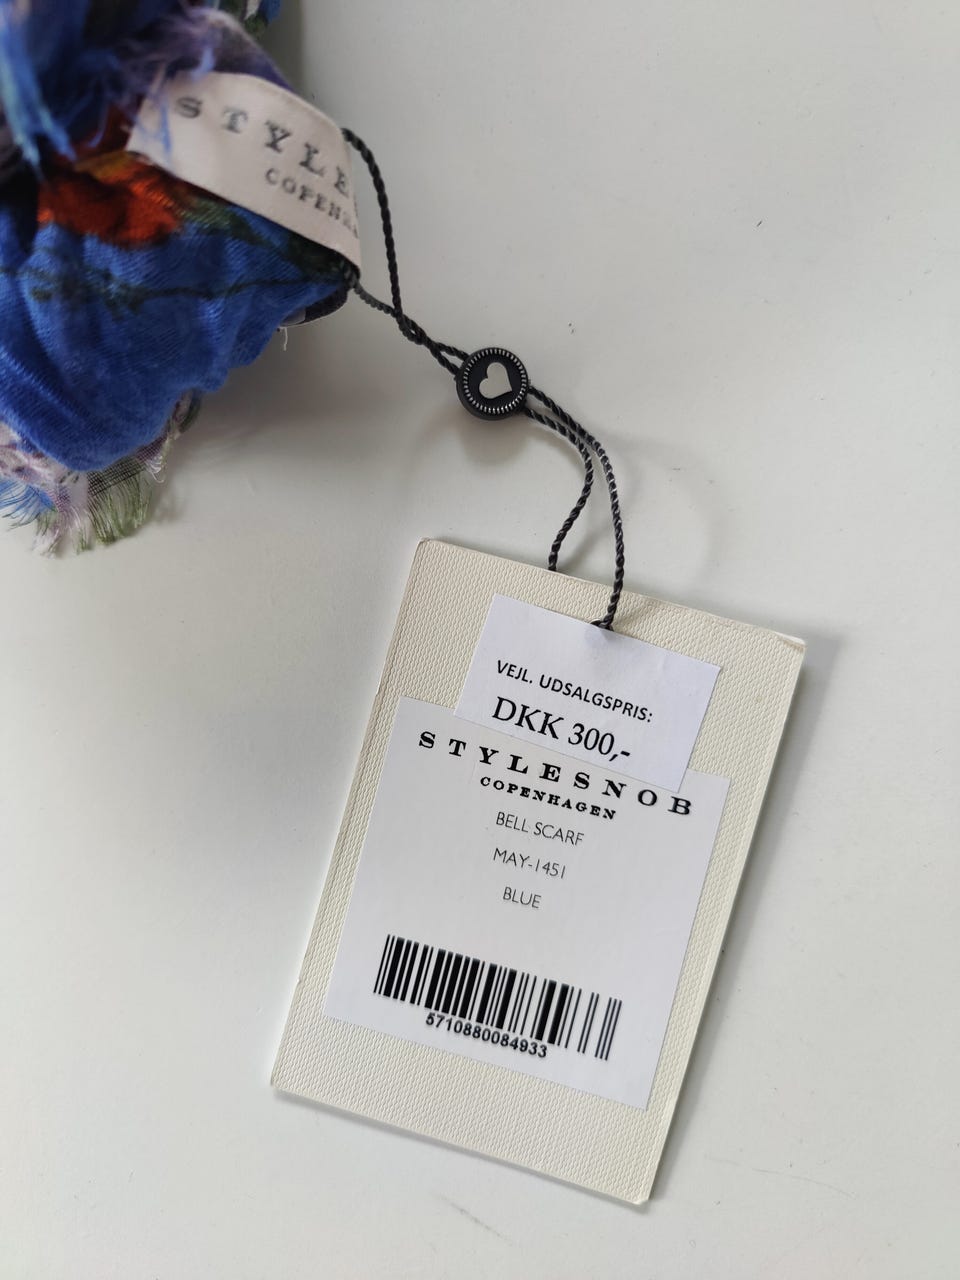 STYLE
COPENHA
VEJL. UDSALGSPRIS:
DKK 300,-
STYLESNOB
COPENHAGEN
BELL SCARF
MAY-1451
BLUE
5710880084933